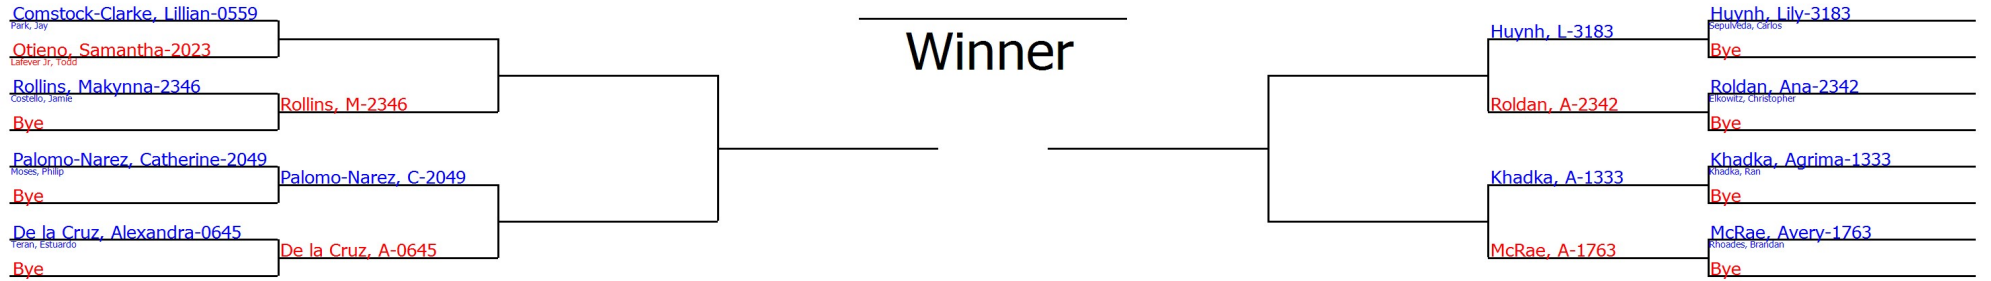 Comstock-Clarke, Lillian-0559
Park, Jay
Otieno, Samantha-2023
Lafever Jr, Todd
Rollins, Makynna-2346
Costello, Jamie
Bye
Palomo-Narez, Catherine-2049
Moses, Philip
Bye
De la Cruz, Alexandra-0645
Teran, Estuardo
Bye
Rollins, M-2346
Palomo-Narez, C-2049
De la Cruz, A-0645
Winner
Huynh, L-3183
Roldan, A-2342
Khadka, A-1333
McRae, A-1763
Huynh, Lily-3183
Sepulveda, Carlos
Bye
Roldan, Ana-2342
Elkowitz, Christopher
Bye
Khadka, Agrima-1333
Khadka, Ran
Bye
McRae, Avery-1763
Rhoades, Brandan
Bye